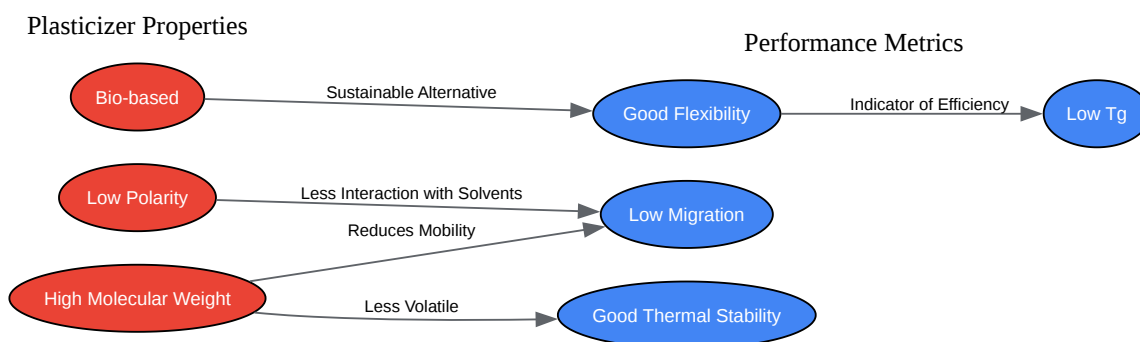 Plasticizer Properties
Performance Metrics
Bio-based
Sustainable Alternative
Good Flexibility
Indicator of Efficiency
Low Tg
Low Polarity
Less Interaction with Solvents
Low Migration
Reduces Mobility
High Molecular Weight
Less Volatile
Good Thermal Stability